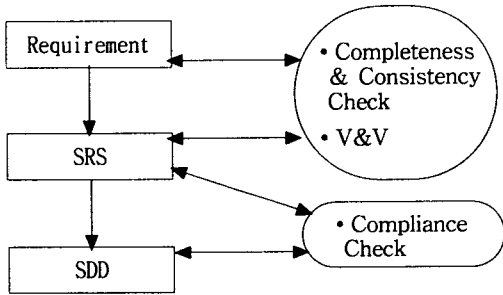 Requirement
• Completeness
& Consistency
Check
• V&V
SRS
• Compliance
Check
SDD